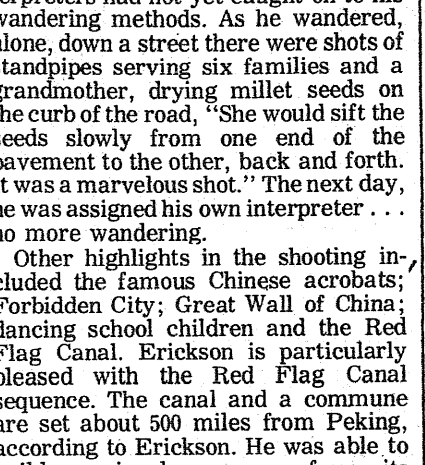 had not yet caught on to his
wandering methods. As he wandered,
alone, down a street there were shots of
standpipes serving six families and a
grandmother, drying millet seeds on
the curb of the road, “She would sift the
seeds slowly from one end of the
pavement to the other, back and forth.
It was a marvelous shot.” The next day,
he was assigned his own interpreter . . .
no more wandering.
Other highlights in the shooting in-
cluded the famous Chinese acrobats;
Forbidden City; Great Wall of China;
dancing school children and the Red
Flag Canal. Erickson is particularly
pleased with the Red Flag Canal
sequence. The canal and a commune
are set about 500 miles from Peking,
according to Erickson. He was able to